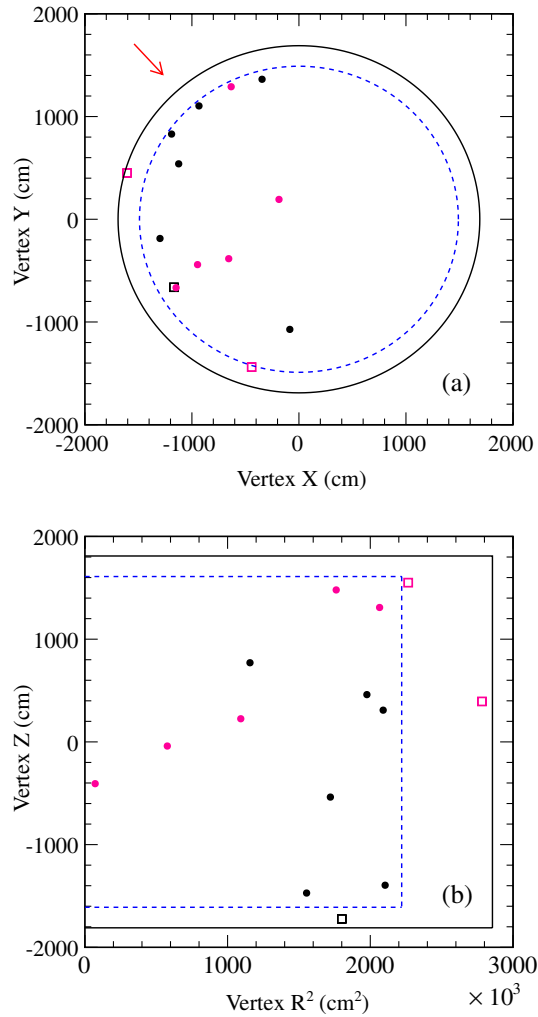 2000
1000
0
-1000
-2000
Vertex Y (cm)
(a)
-2000 -1000 0 1000 2000
Vertex X (cm)
2000
1000
0
-1000
-2000
Vertex Z (cm)
(b)
0 1000 2000 3000
Vertex R² (cm²)
× 10³